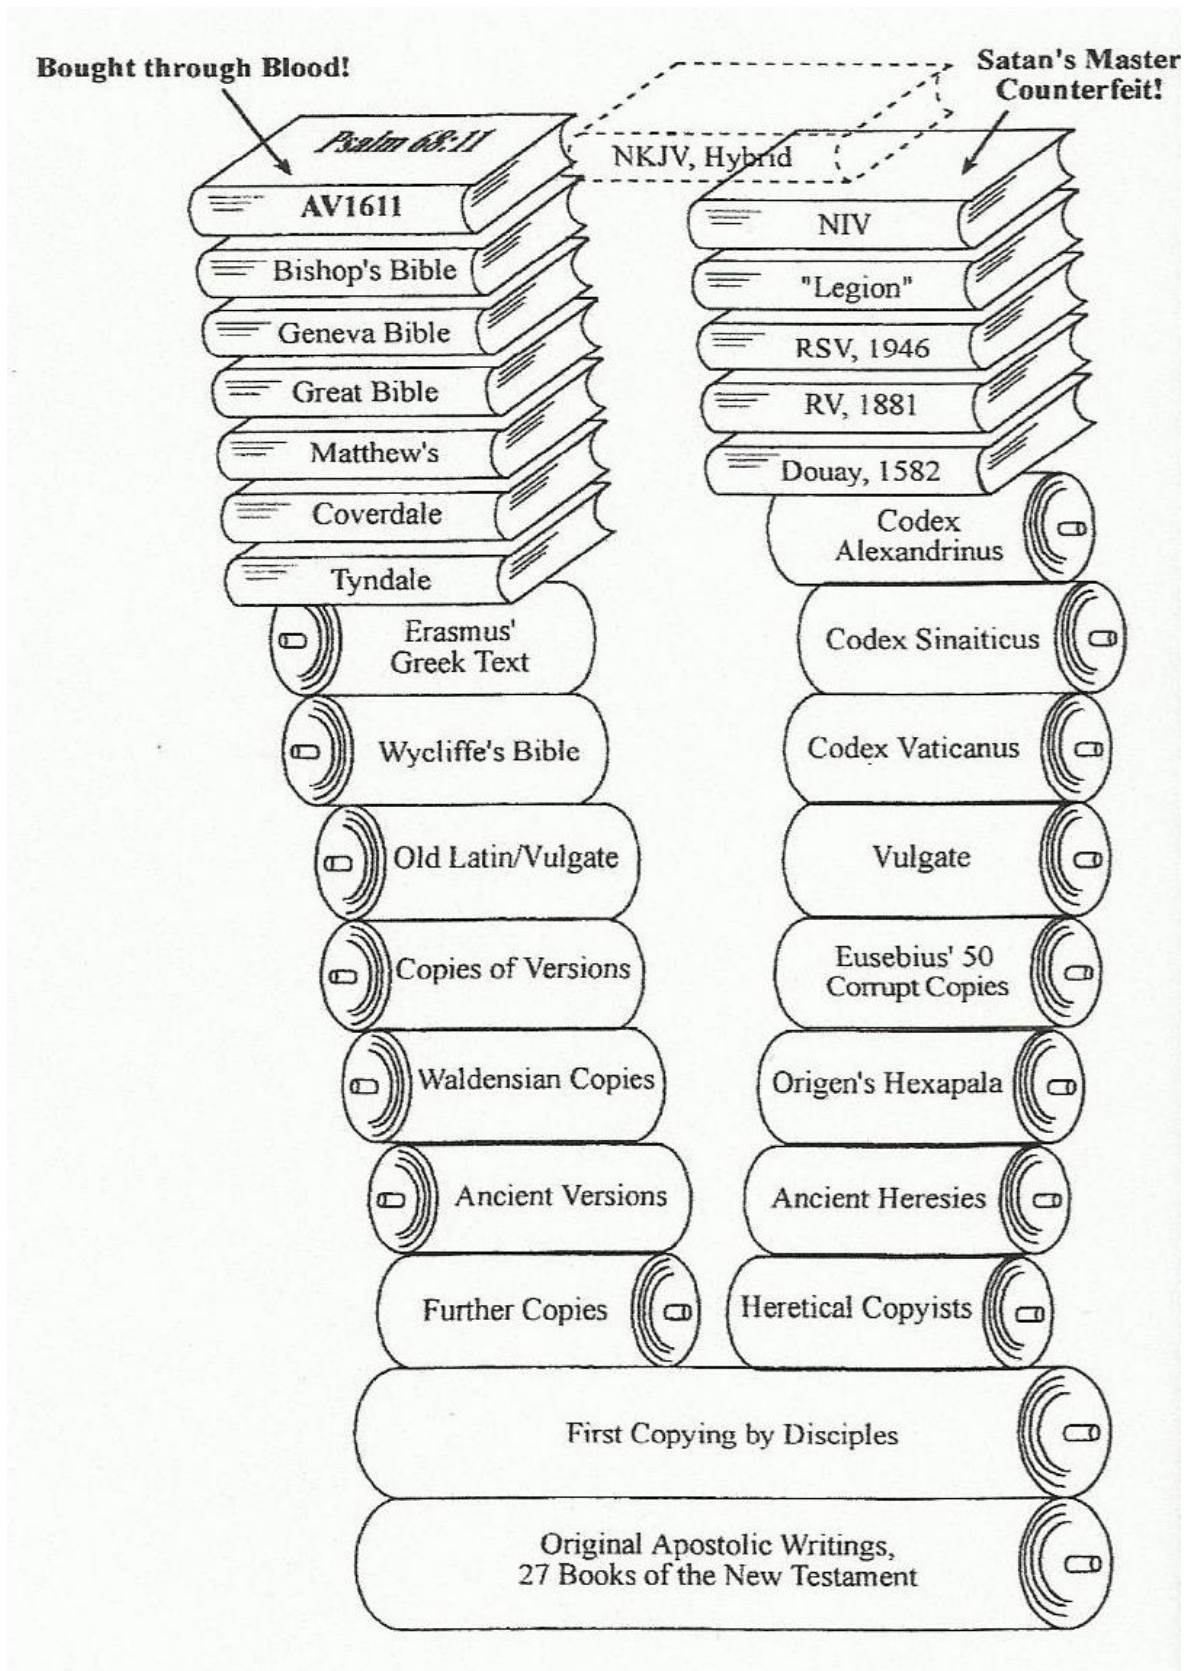 Bought through Blood!
Psalm 68:11
AV1611
Bishop's Bible
Geneva Bible
Great Bible
Matthew's
Coverdale
Tyndale
Erasmus'
Greek Text
Wycliffe's Bible
Old Latin/Vulgate
Copies of Versions
Waldensian Copies
Ancient Versions
Further Copies
NKJV, Hybrid
Satan's Master
Counterfeit!
NIV
"Legion"
RSV, 1946
RV, 1881
Douay, 1582
Codex
Alexandrinus
Codex Sinaiticus
Codex Vaticanus
Vulgate
Eusebius' 50
Corrupt Copies
Origen's Hexapala
Ancient Heresies
Heretical Copyists
First Copying by Disciples
Original Apostolic Writings,
27 Books of the New Testament